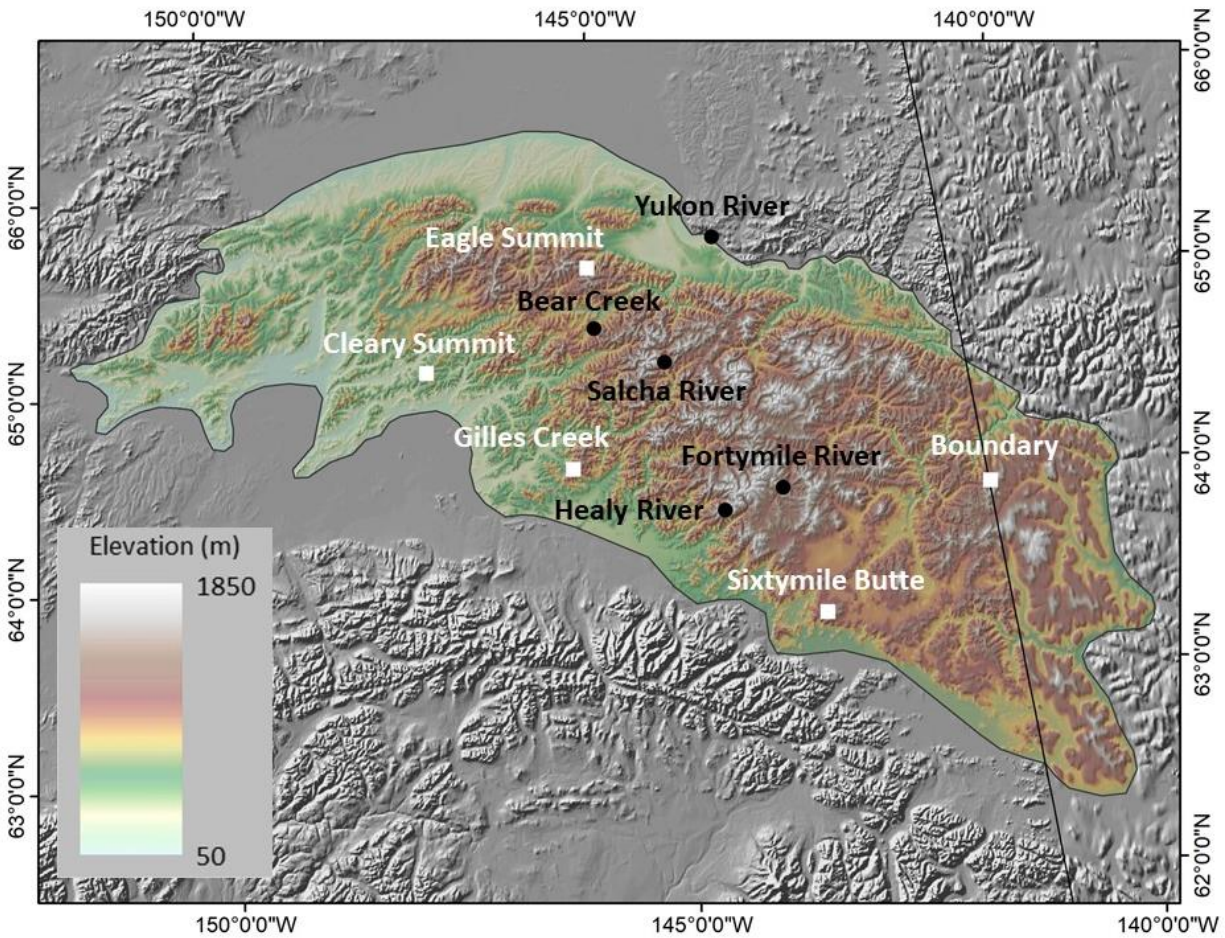 150°0'0"W
145°0'0"W
140°0'0"W
66°0'0"N
66°0'0"N
Yukon River
Eagle Summit
65°0'0"N
Bear Creek
Cleary Summit
Salcha River
65°0'0"N
Gilles Creek
Boundary
64°0'0"N
Fortymile River
Healy River
Elevation (m)
1850
Sixtymile Butte
64°0'0"N
63°0'0"N
63°0'0"N
50
62°0'0"N
150°0'0"W
145°0'0"W
140°0'0"W